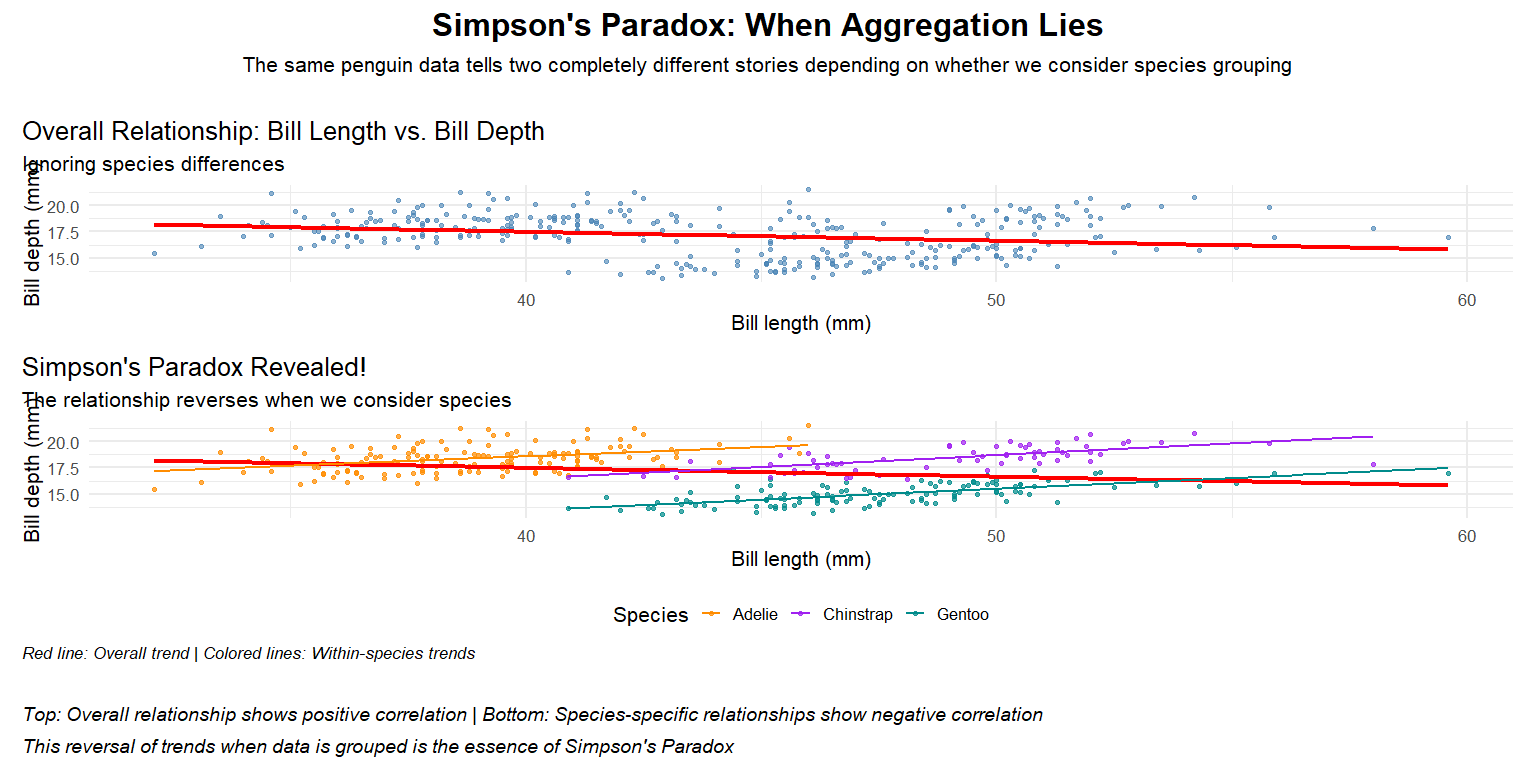 Simpson's Paradox: When Aggregation Lies
The same penguin data tells two completely different stories depending on whether we consider species grouping
Overall Relationship: Bill Length vs. Bill Depth
Ignoring species differences
Bill depth (mm)
20.0
17.5
15.0
40 50 60
Bill length (mm)
Simpson's Paradox Revealed!
The relationship reverses when we consider species
Bill depth (mm)
20.0
17.5
15.0
40 50 60
Bill length (mm)
Species Adelie Chinstrap Gentoo
Red line: Overall trend | Colored lines: Within-species trends
Top: Overall relationship shows positive correlation | Bottom: Species-specific relationships show negative correlation
This reversal of trends when data is grouped is the essence of Simpson's Paradox